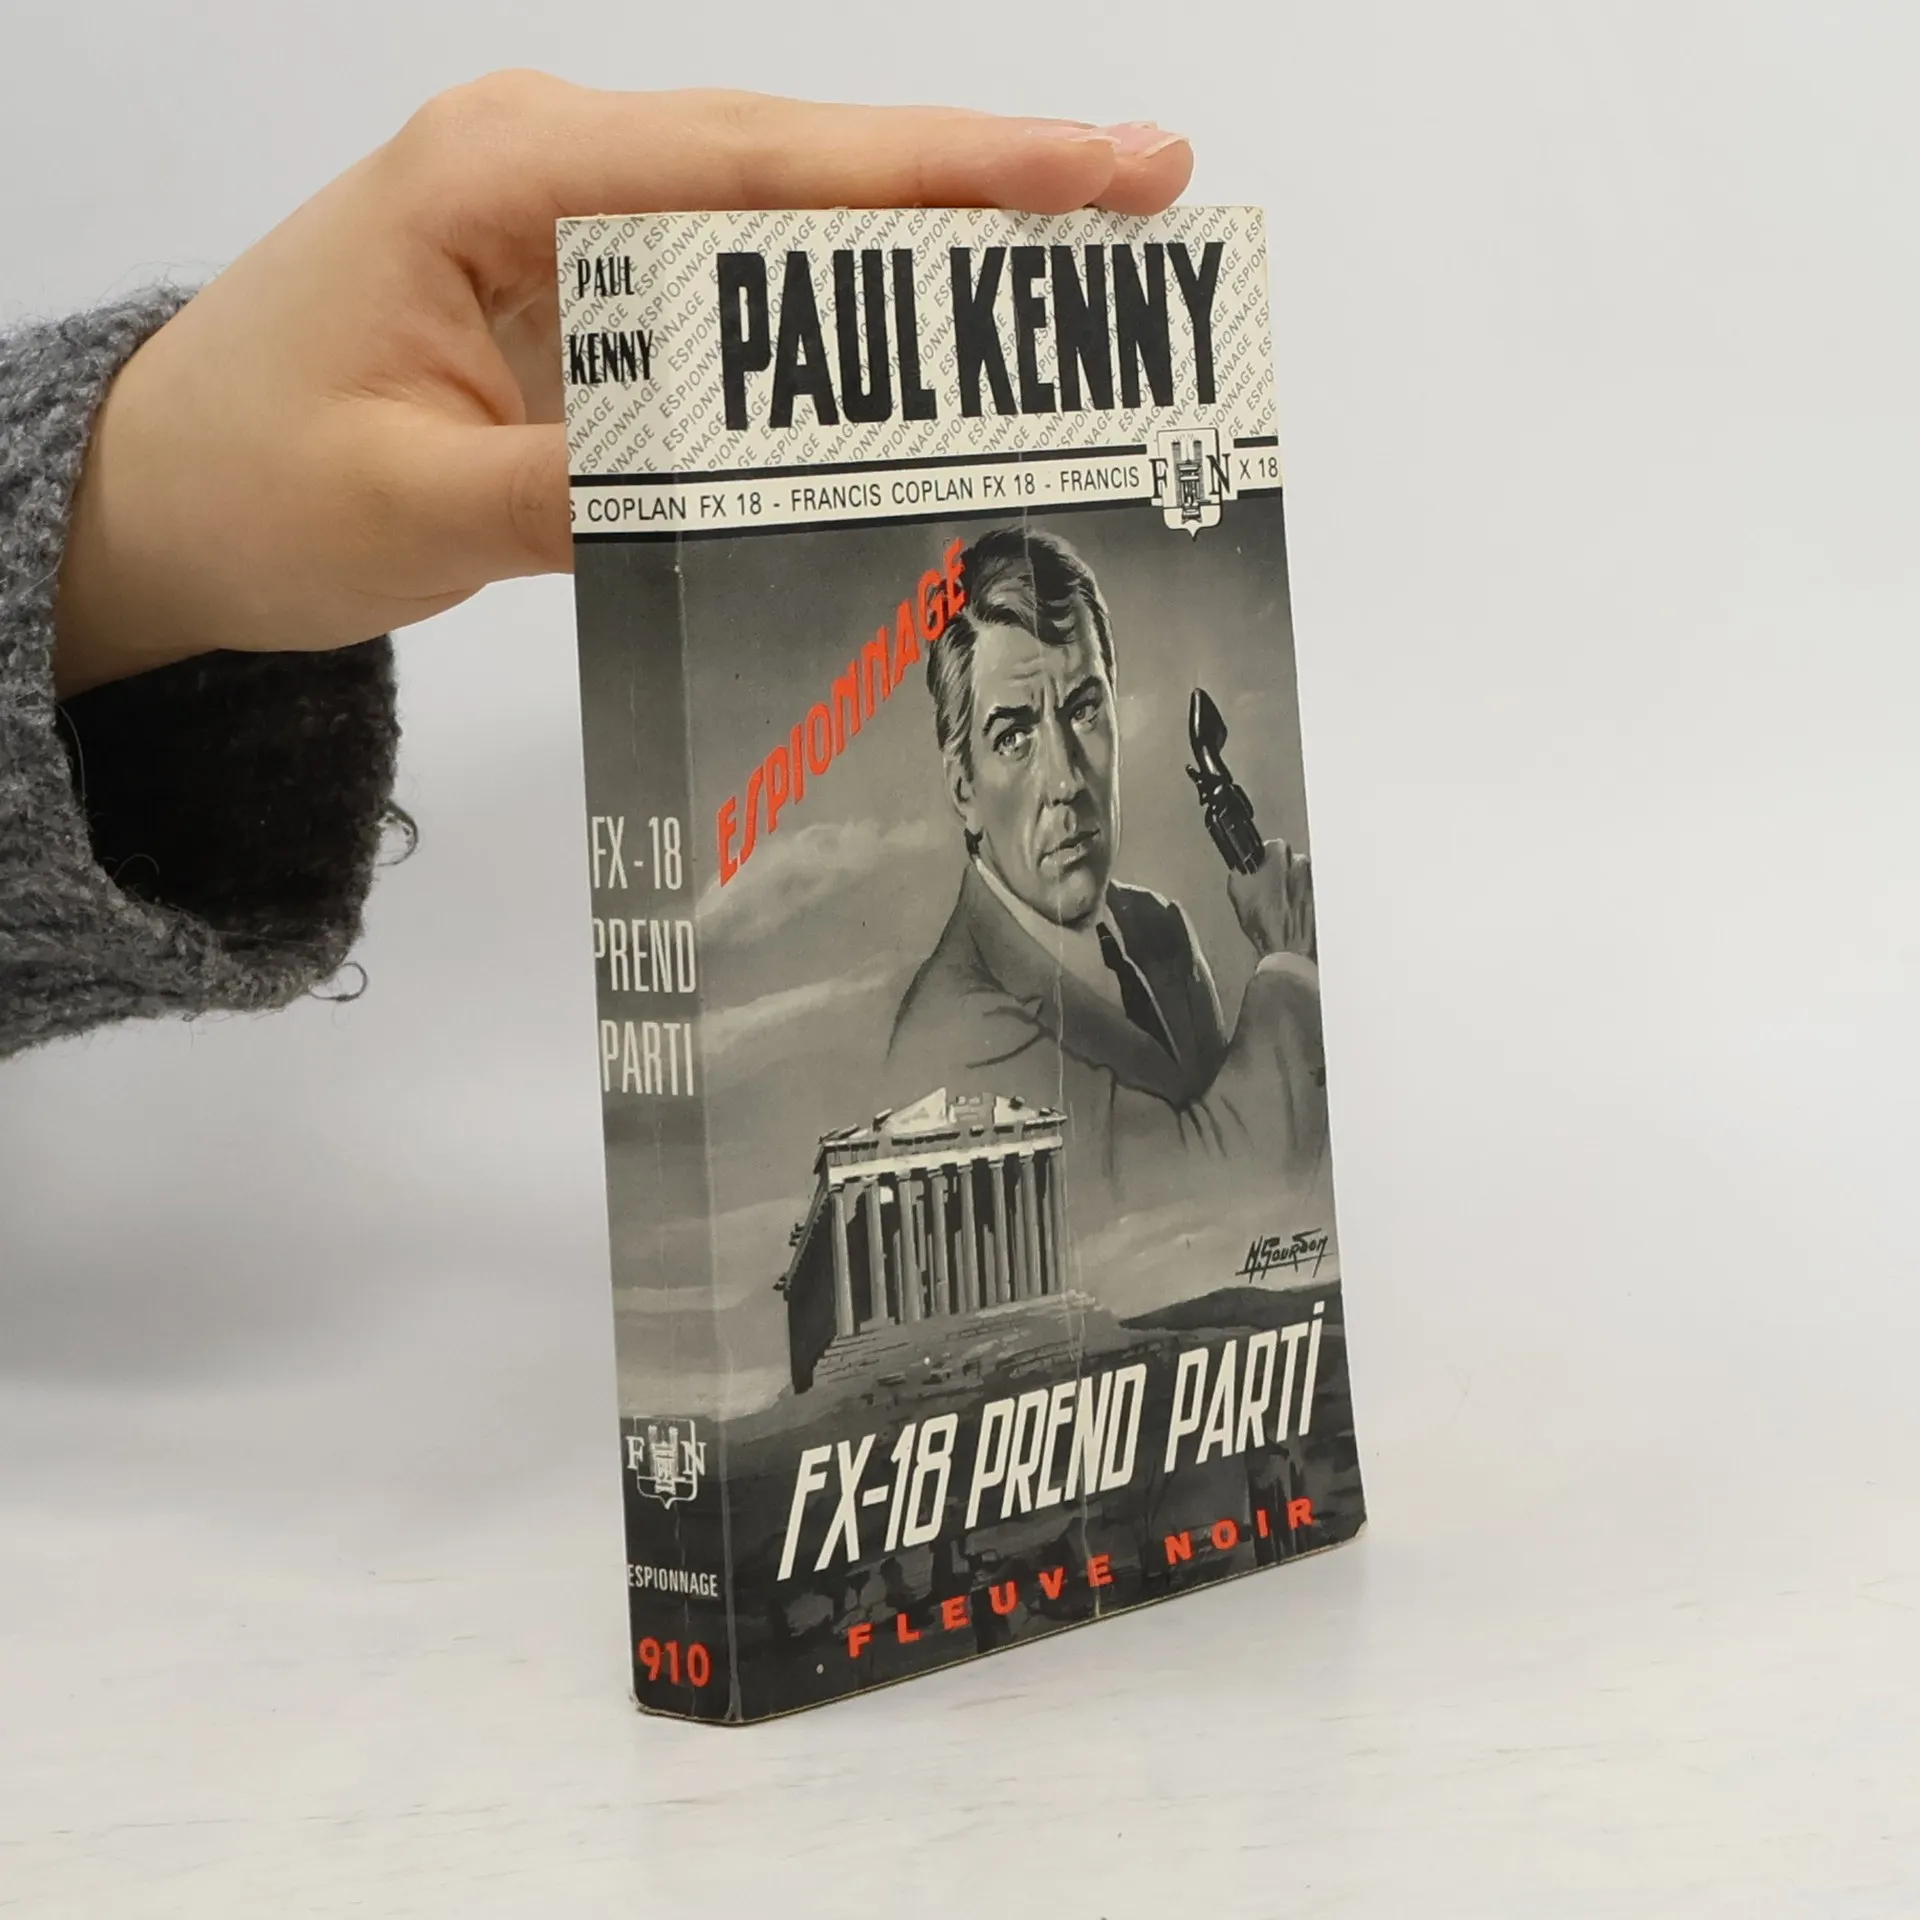 PAUL
KENNY
PAUL KENNY
S COPLAN FX 18 - FRANCIS COPLAN FX 18 - FRANCIS
F N
X 18
ESPIONNAGE
FX-18
PREND
PARTI
M. Gourdon
FX-18 PREND PARTI
FLEUVE NOIR
F N
ESPIONNAGE
910